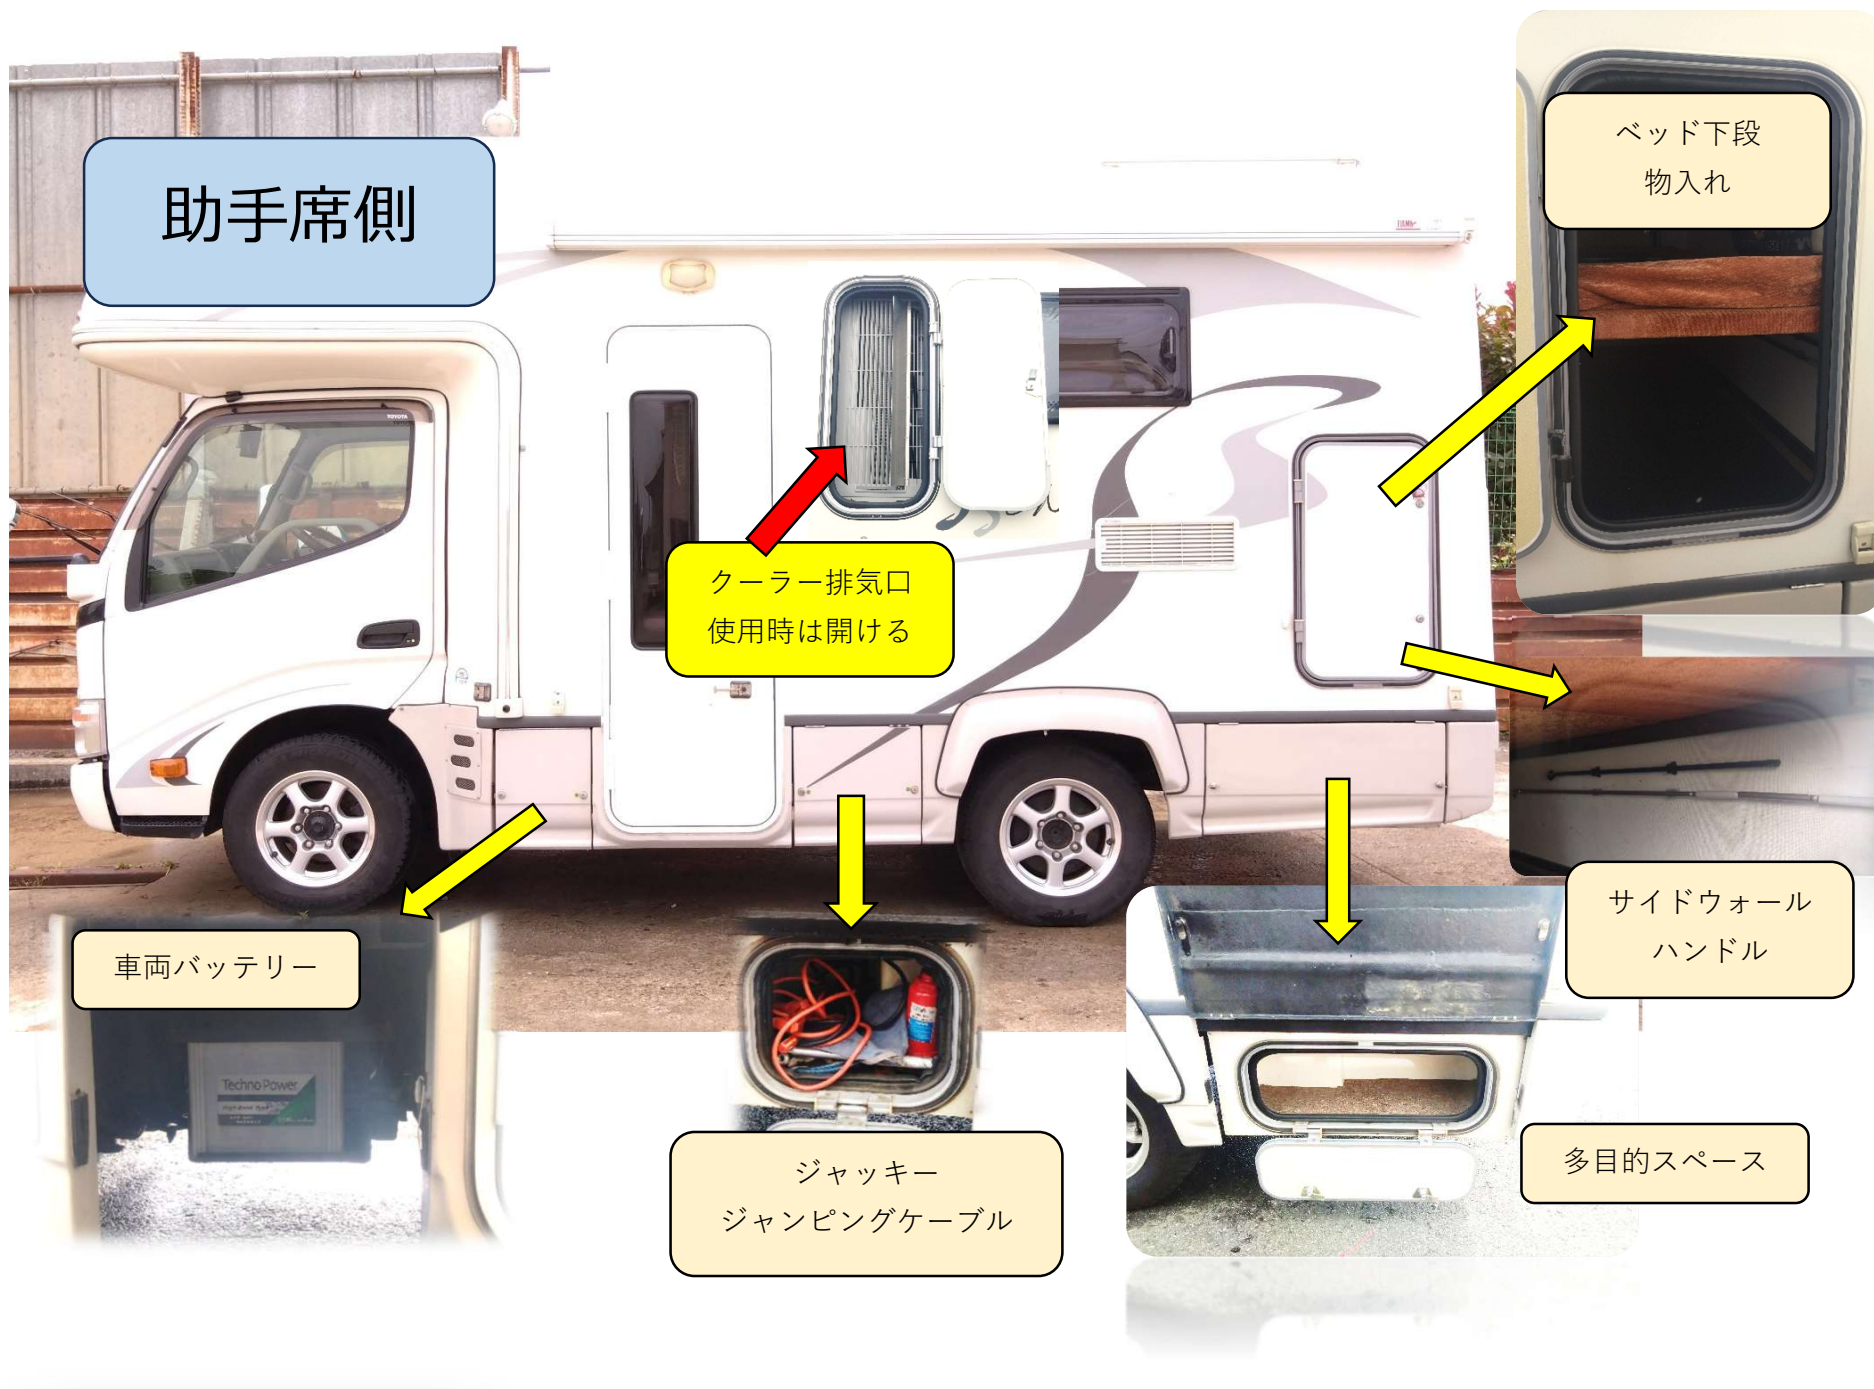 助手席側
ベッド下段
物入れ
TOYOTA
クーラー排気口
使用時は開ける
サイドウォール
ハンドル
車両バッテリー
Techno Power
ジャッキー
ジャンピングケーブル
多目的スペース